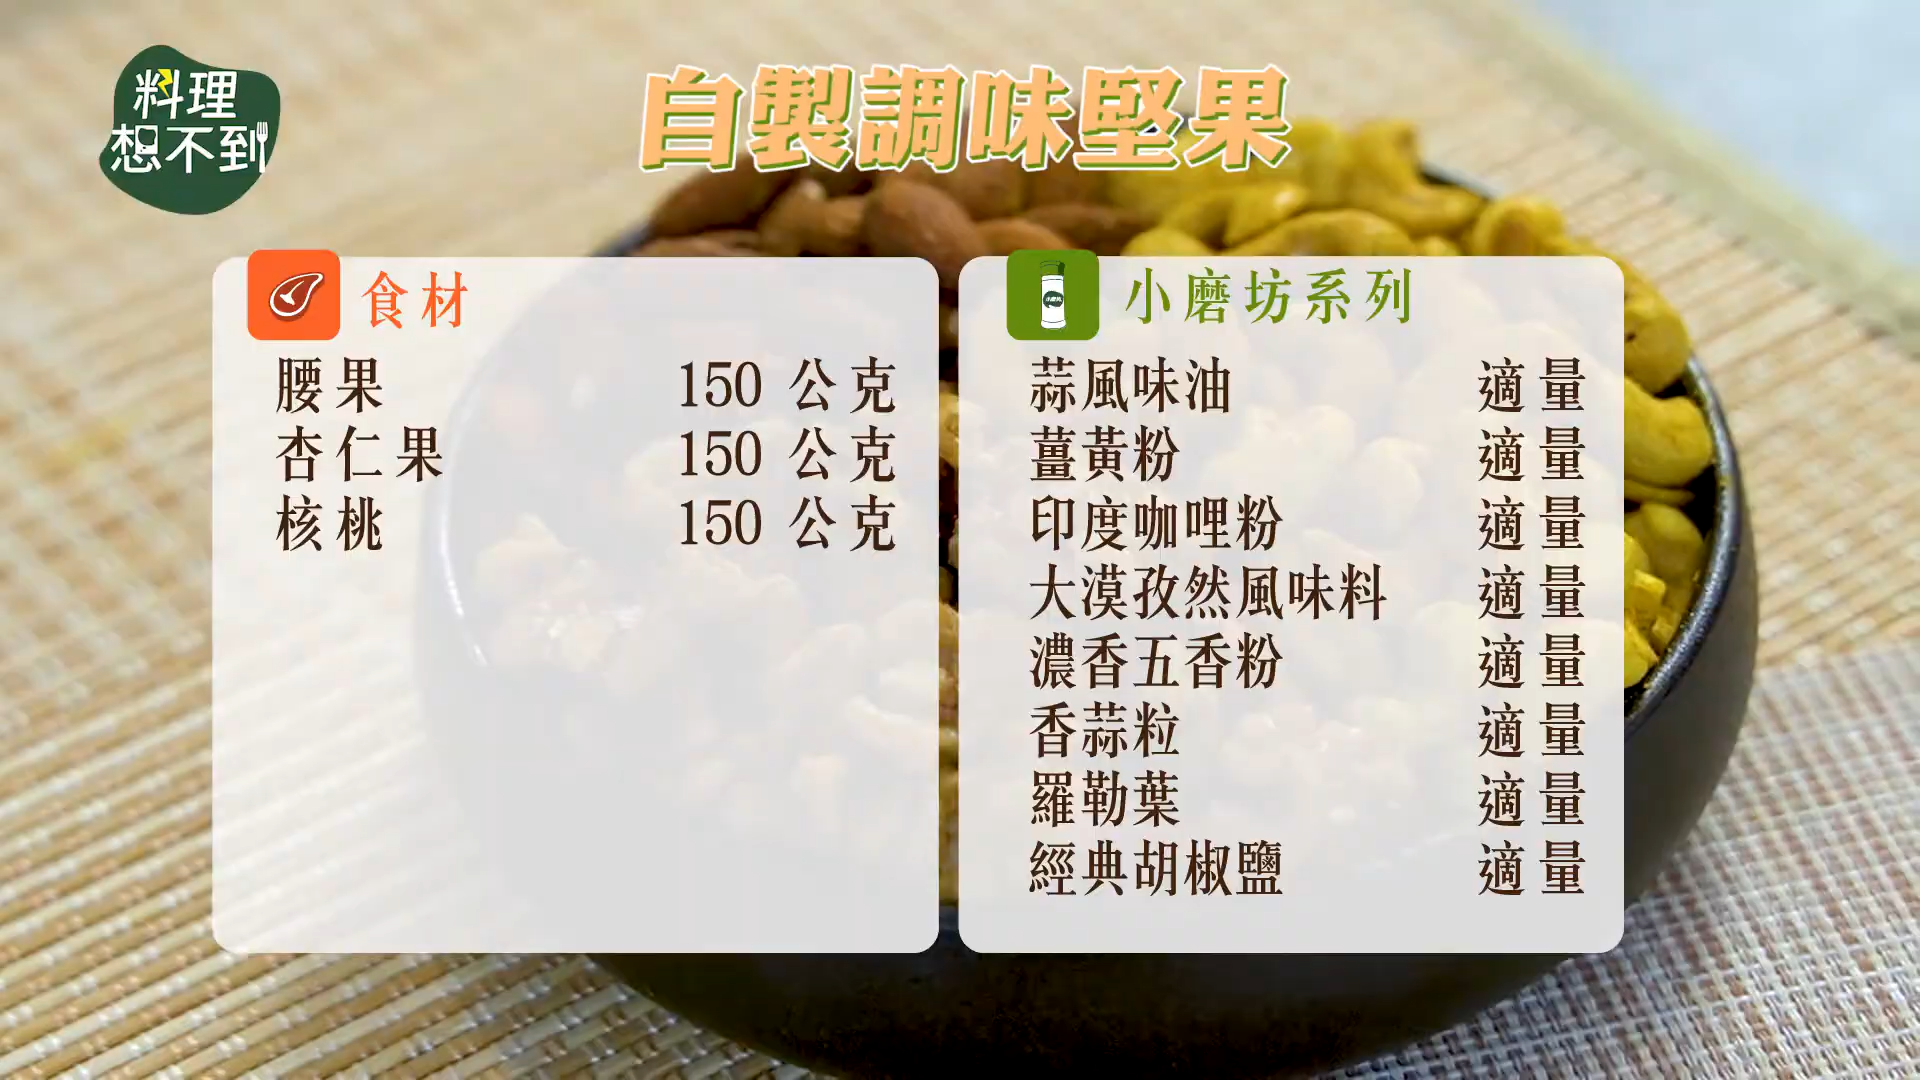 料理
想不到
自製調味堅果
食材
腰果 150 公克
杏仁果 150 公克
核桃 150 公克
小磨坊系列
蒜風味油 適量
薑黃粉 適量
印度咖哩粉 適量
大漠孜然風味料 適量
濃香五香粉 適量
香蒜粒 適量
羅勒葉 適量
經典胡椒鹽 適量